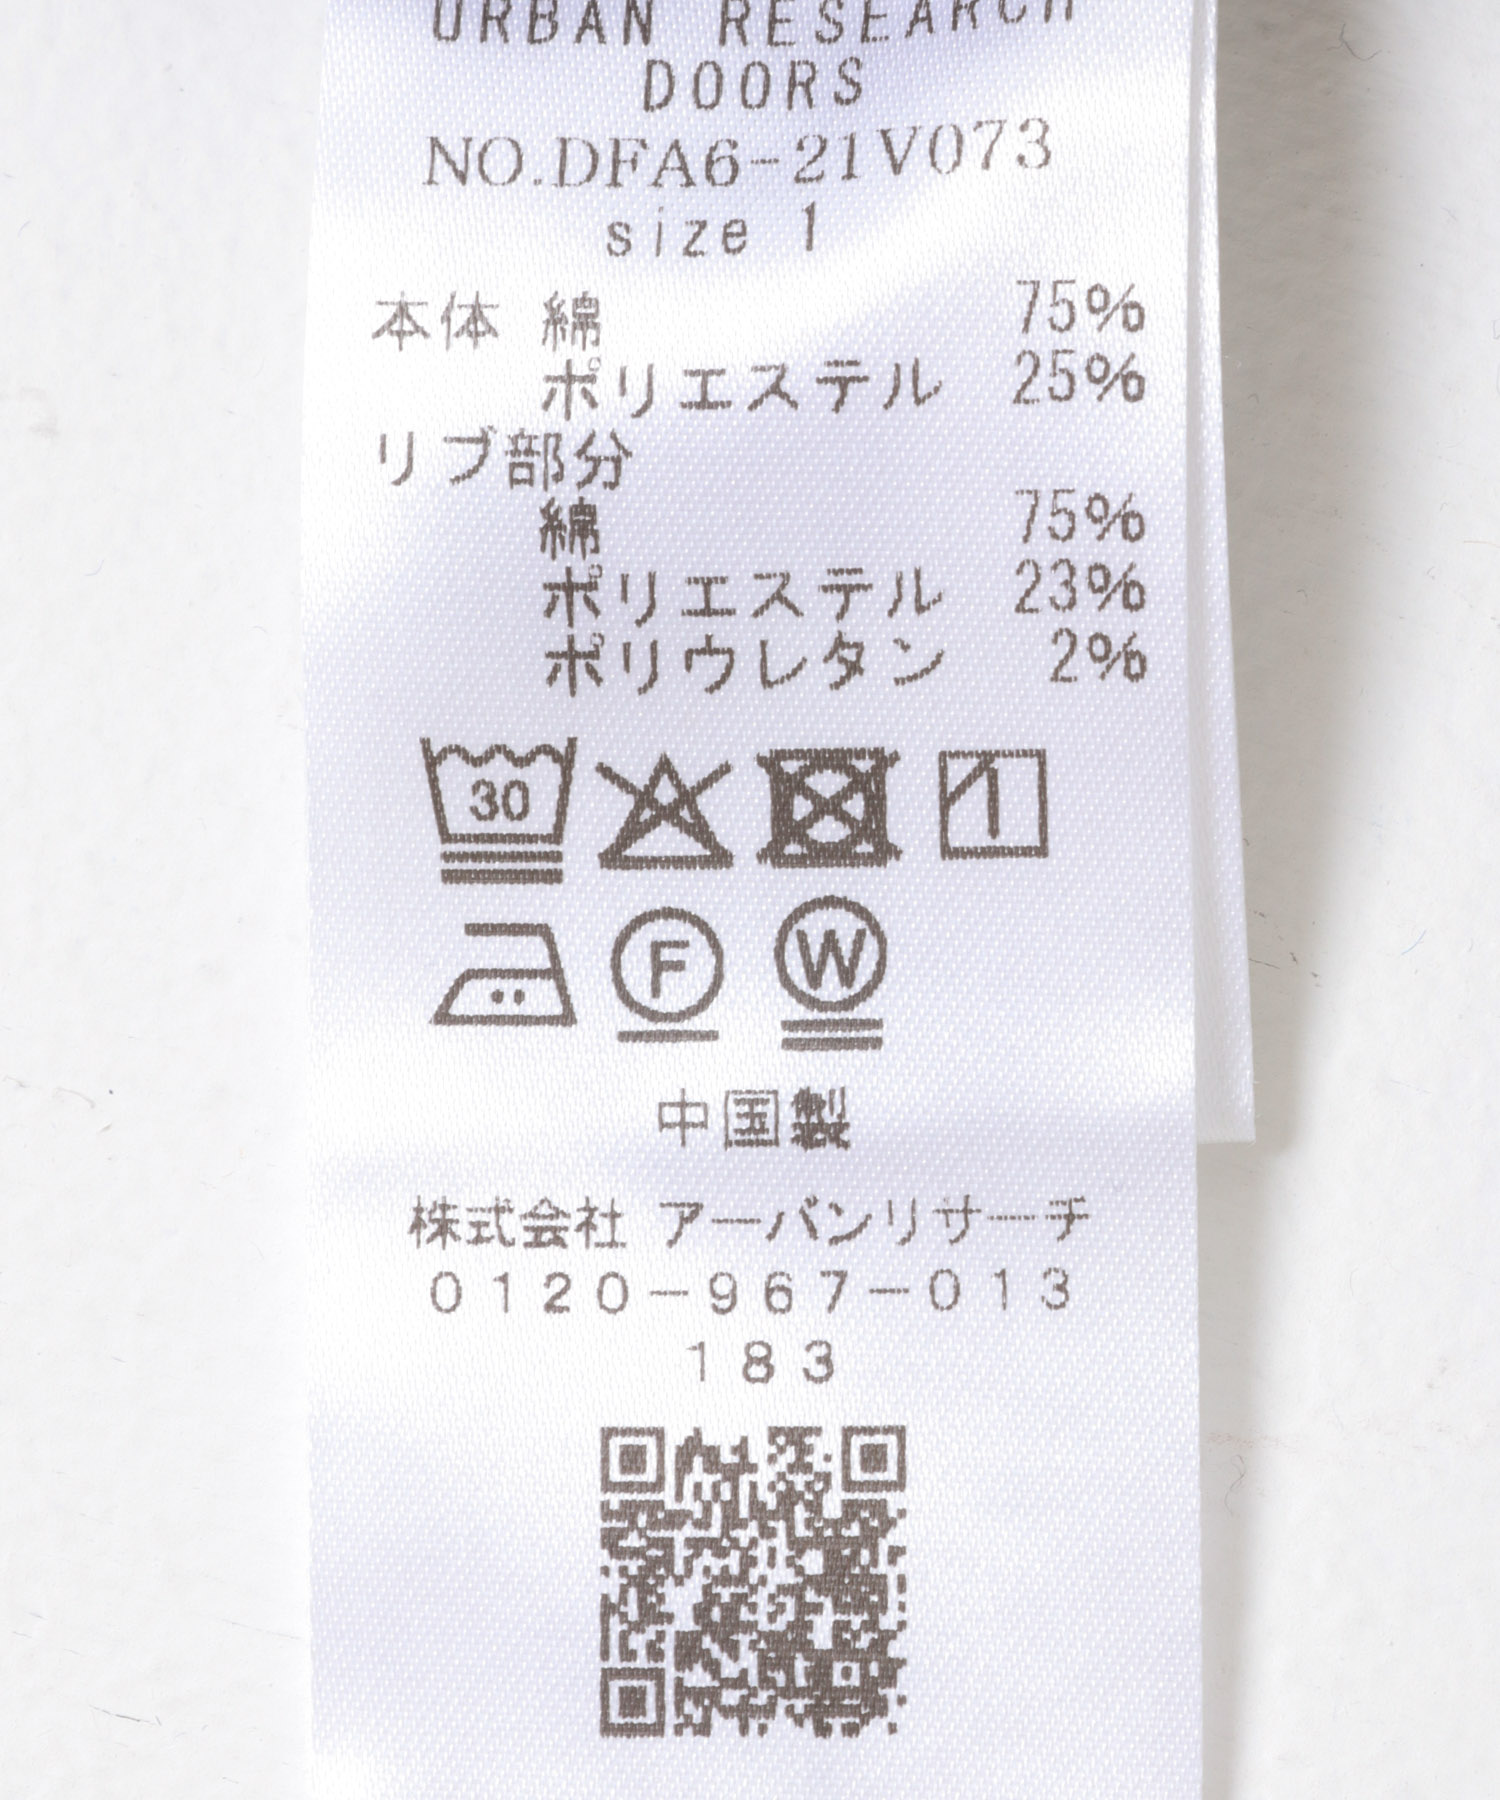 URBAN RESEARCH
DOORS
NO.DFA6-21V073
size 1
本体 綿 75%
ポリエステル 25%
リブ部分
綿 75%
ポリエステル 23%
ポリウレタン 2%
30
F W
中国製
株式会社 アーバンリサーチ
0120-967-013
183